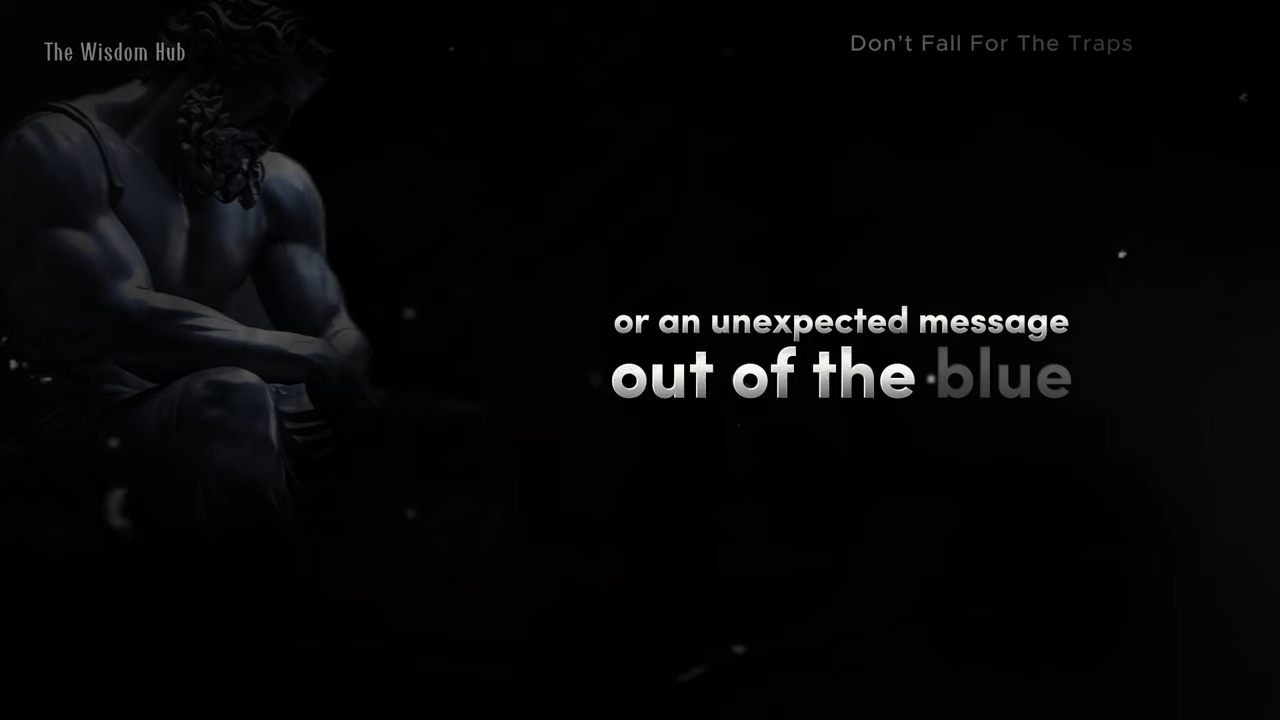 The Wisdom Hub
Don't Fall For The Traps
or an unexpected message
out of the blue